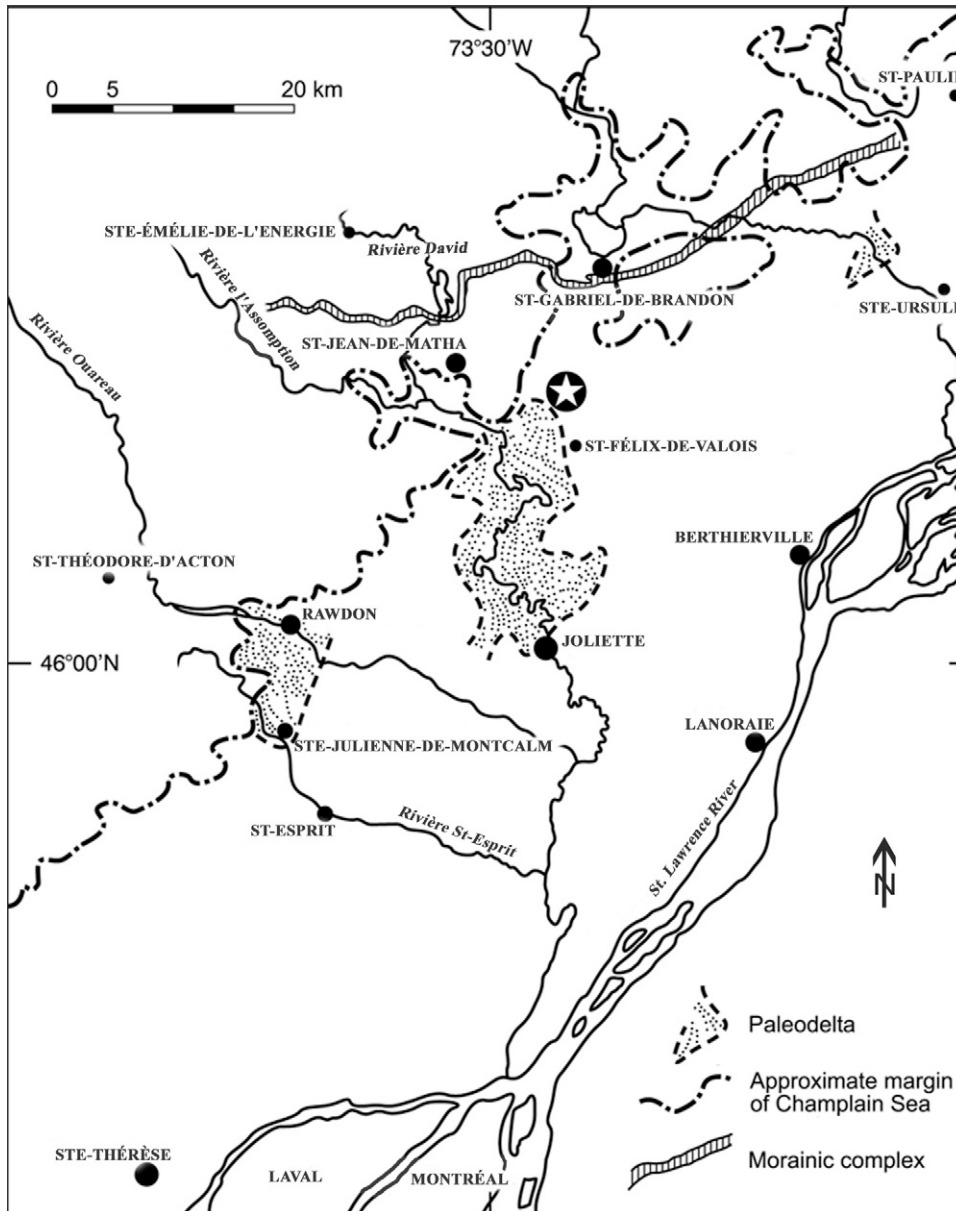 73°30'W
0 5 20 km
ST-PAULIN
STE-ÉMÉLIE-DE-L'ENERGIE
Rivière David
Rivière l'Assomption
ST-GABRIEL-DE-BRANDON
STE-URSULE
Rivière Ouareau
ST-JEAN-DE-MATHA
ST-FÉLIX-DE-VALOIS
BERTHIERVILLE
ST-THÉODORE-D'ACTON
RAWDON
46°00'N
JOLIETTE
LANORAIE
STE-JULIENNE-DE-MONTCALM
ST-ESPRIT
Rivière St-Esprit
St. Lawrence River
N
Paleodelta
Approximate margin
of Champlain Sea
Morainic complex
STE-THÉRÈSE
LAVAL
MONTRÉAL